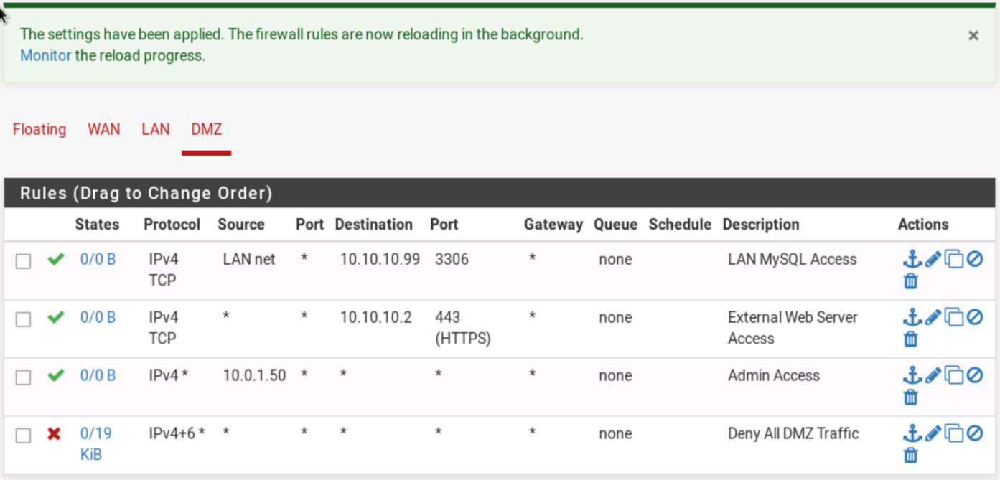 The settings have been applied. The firewall rules are now reloading in the background.
Monitor the reload progress.
×
Floating WAN LAN DMZ
Rules (Drag to Change Order)
States Protocol Source Port Destination Port Gateway Queue Schedule Description Actions
0/0 B IPv4 TCP LAN net * 10.10.10.99 3306 * none LAN MySQL Access
0/0 B IPv4 TCP * * 10.10.10.2 443 (HTTPS) * none External Web Server Access
0/0 B IPv4 * 10.0.1.50 * * * * none Admin Access
0/19 KiB IPv4+6 * * * * * * none Deny All DMZ Traffic